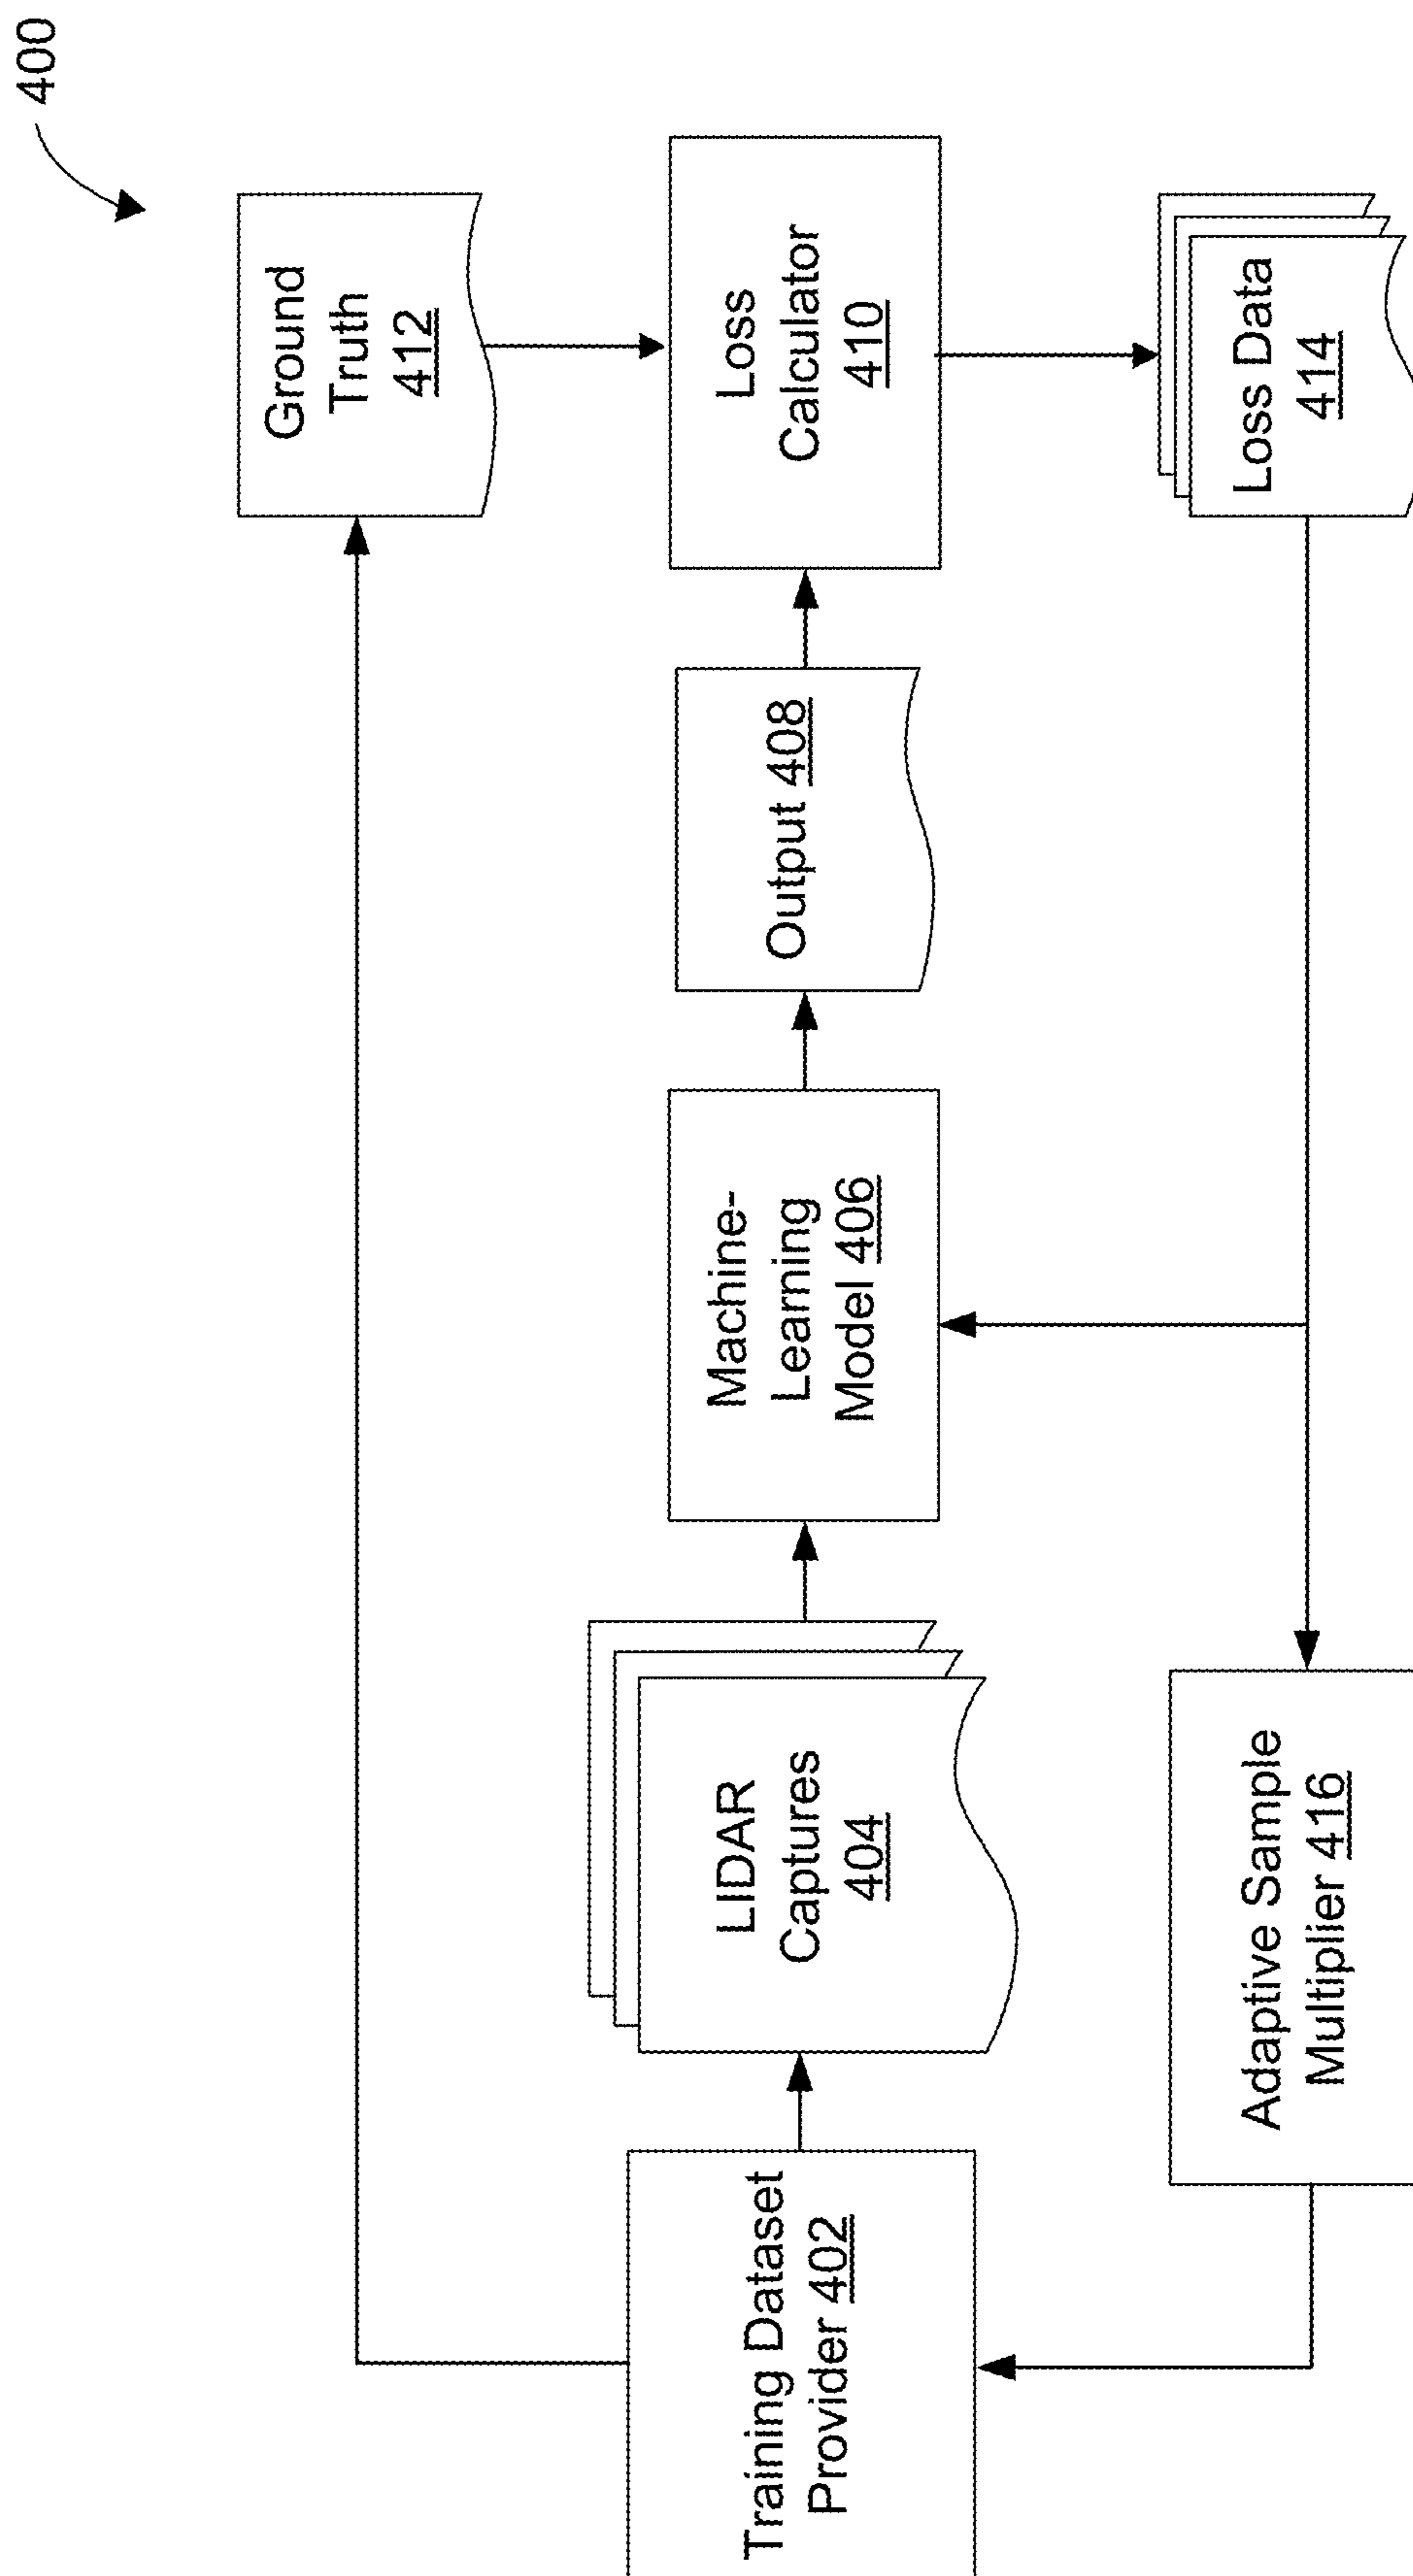 400
Ground
Truth
412
Training Dataset
Provider 402
LIDAR
Captures
404
Machine-
Learning
Model 406
Output 408
Loss
Calculator
410
Adaptive Sample
Multiplier 416
Loss Data
414